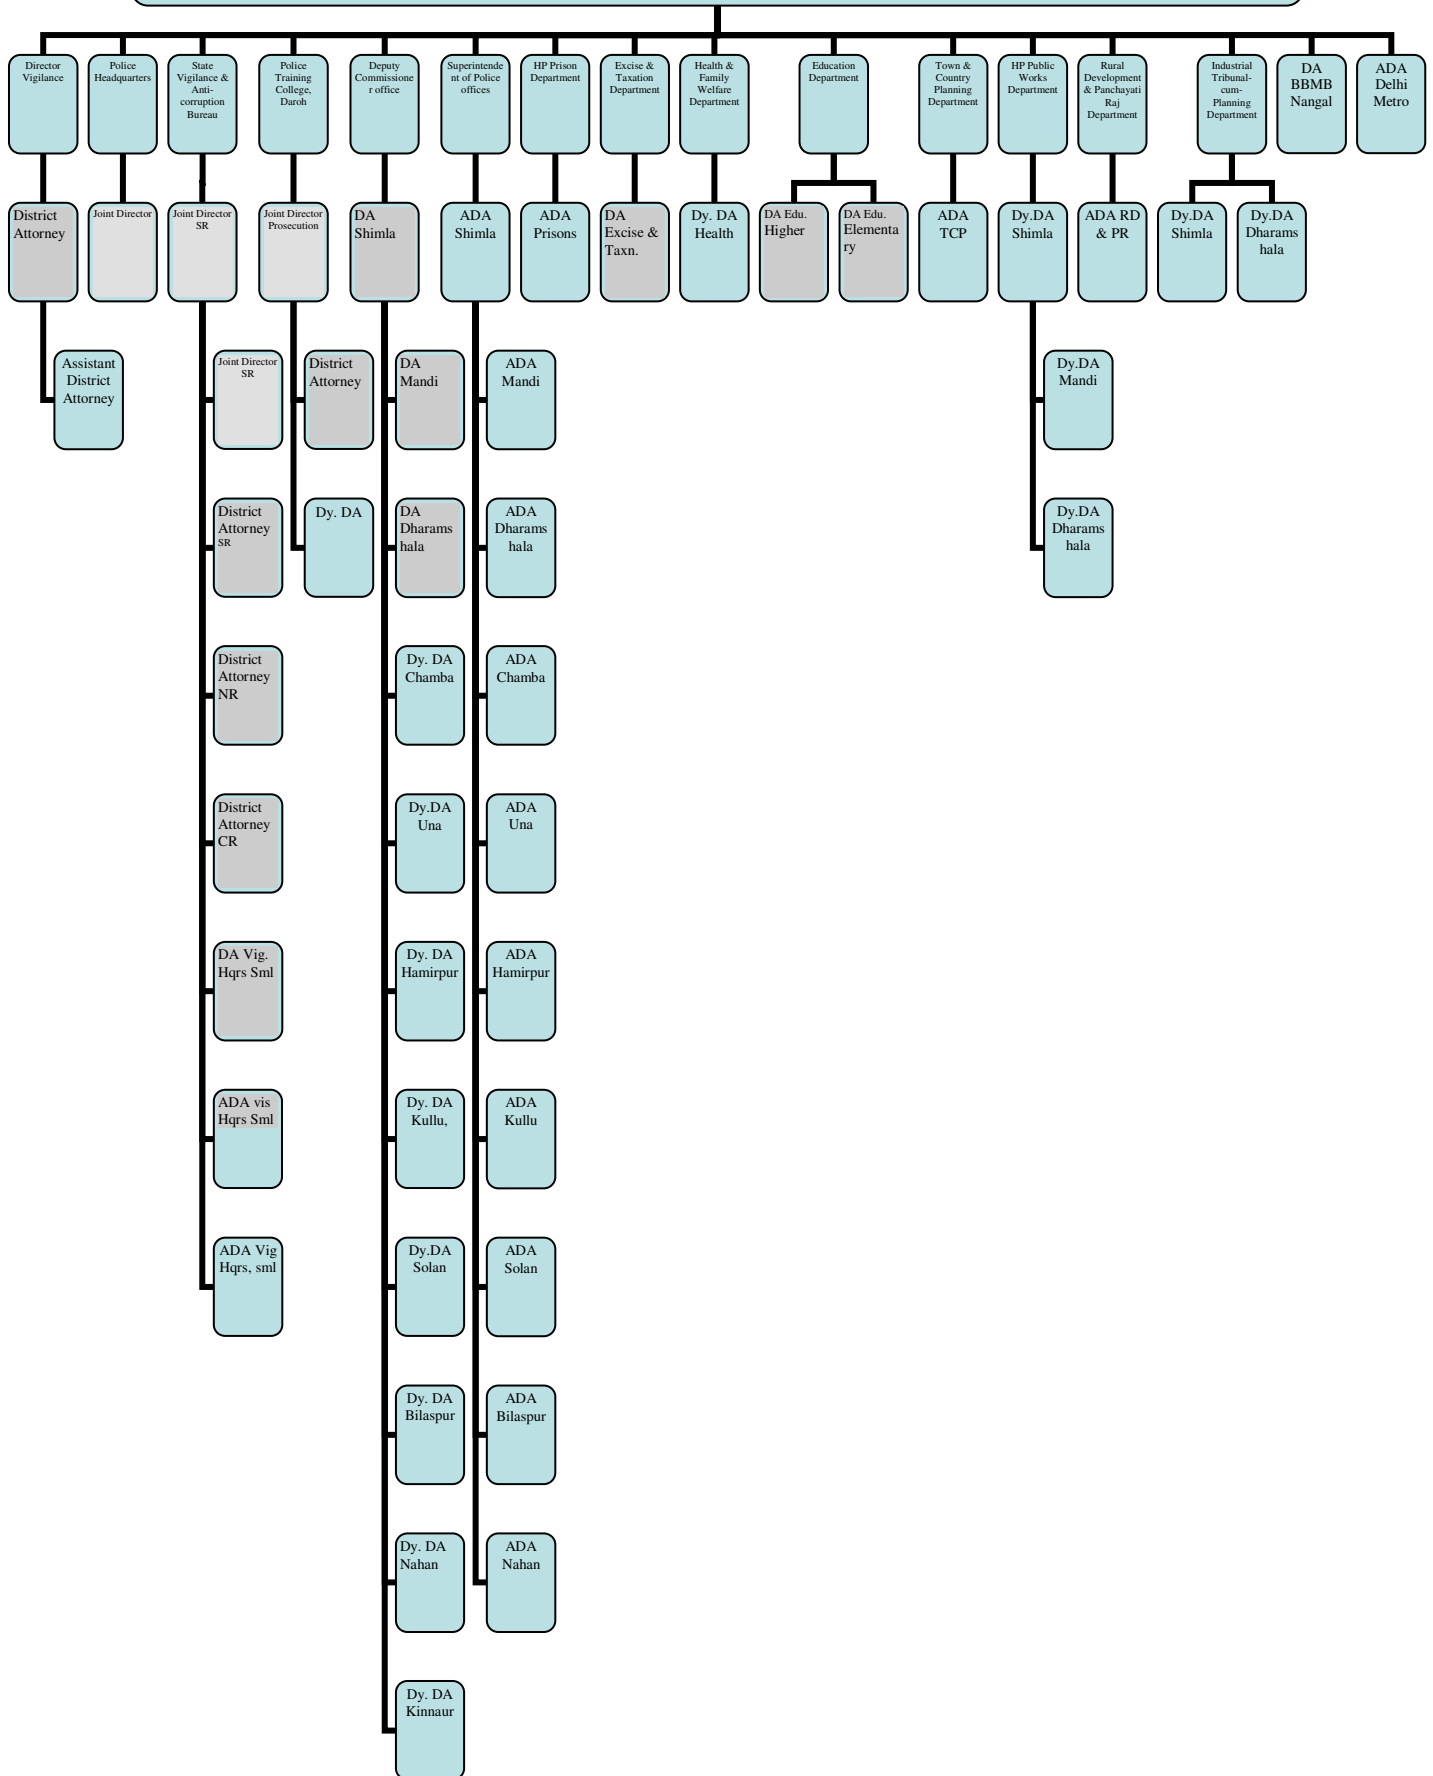 Director
Vigilance
Police
Headquarters
State
Vigilance &
Anti-
corruption
Bureau
Police
Training
College,
Daroh
Deputy
Commissione
r office
Superintende
nt of Police
offices
HP Prison
Department
Excise &
Taxation
Department
Health &
Family
Welfare
Department
Education
Department
Town &
Country
Planning
Department
HP Public
Works
Department
Rural
Development
& Panchayati
Raj
Department
Industrial
Tribunal-
cum-
Planning
Department
DA
BBMB
Nangal
ADA
Delhi
Metro
District
Attorney
Joint Director
Joint Director
SR
Joint Director
Prosecution
DA
Shimla
ADA
Shimla
ADA
Prisons
DA
Excise &
Taxn.
Dy. DA
Health
DA Edu.
Higher
DA Edu.
Elementa
ry
ADA
TCP
Dy.DA
Shimla
ADA RD
& PR
Dy.DA
Shimla
Dy.DA
Dharams
hala
Assistant
District
Attorney
Joint Director
SR
District
Attorney
DA
Mandi
ADA
Mandi
Dy.DA
Mandi
District
Attorney
SR
Dy. DA
DA
Dharams
hala
ADA
Dharams
hala
Dy.DA
Dharams
hala
District
Attorney
NR
Dy. DA
Chamba
ADA
Chamba
District
Attorney
CR
Dy.DA
Una
ADA
Una
DA Vig.
Hqrs Sml
Dy. DA
Hamirpur
ADA
Hamirpur
ADA vis
Hqrs Sml
Dy. DA
Kullu,
ADA
Kullu
ADA Vig
Hqrs, sml
Dy.DA
Solan
ADA
Solan
Dy. DA
Bilaspur
ADA
Bilaspur
Dy. DA
Nahan
ADA
Nahan
Dy. DA
Kinnaur